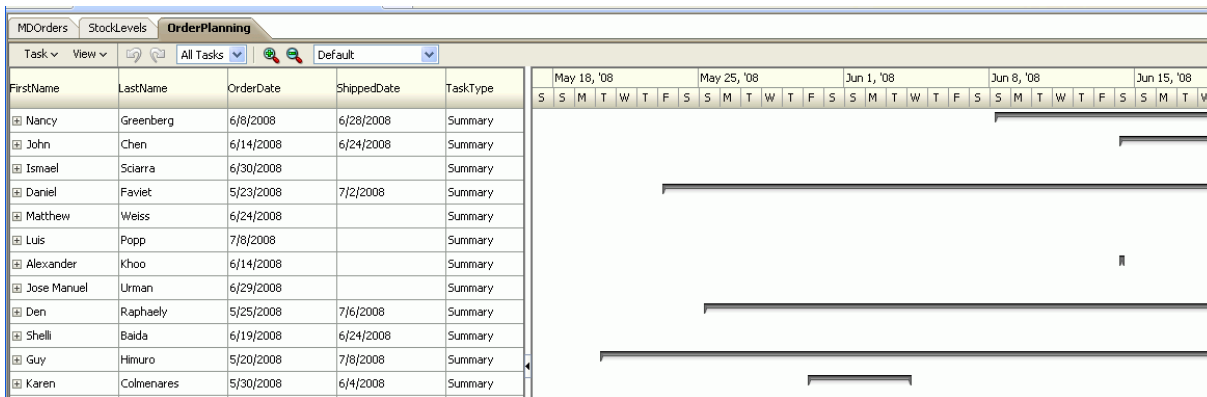 MDOrders StockLevels OrderPlanning
Task View All Tasks Default
FirstName LastName OrderDate ShippedDate TaskType
May 18, '08 May 25, '08 Jun 1, '08 Jun 8, '08 Jun 15, '08
S S M T W T F S S M T W T F S S M T W T F S S M T W T F S S M T W
Nancy Greenberg 6/8/2008 6/28/2008 Summary
John Chen 6/14/2008 6/24/2008 Summary
Ismael Sciarra 6/30/2008 Summary
Daniel Faviet 5/23/2008 7/2/2008 Summary
Matthew Weiss 6/24/2008 Summary
Luis Popp 7/8/2008 Summary
Alexander Khoo 6/14/2008 Summary
Jose Manuel Urman 6/29/2008 Summary
Den Raphaely 5/25/2008 7/6/2008 Summary
Shelli Baida 6/19/2008 6/24/2008 Summary
Guy Himuro 5/20/2008 7/8/2008 Summary
Karen Colmenares 5/30/2008 6/4/2008 Summary